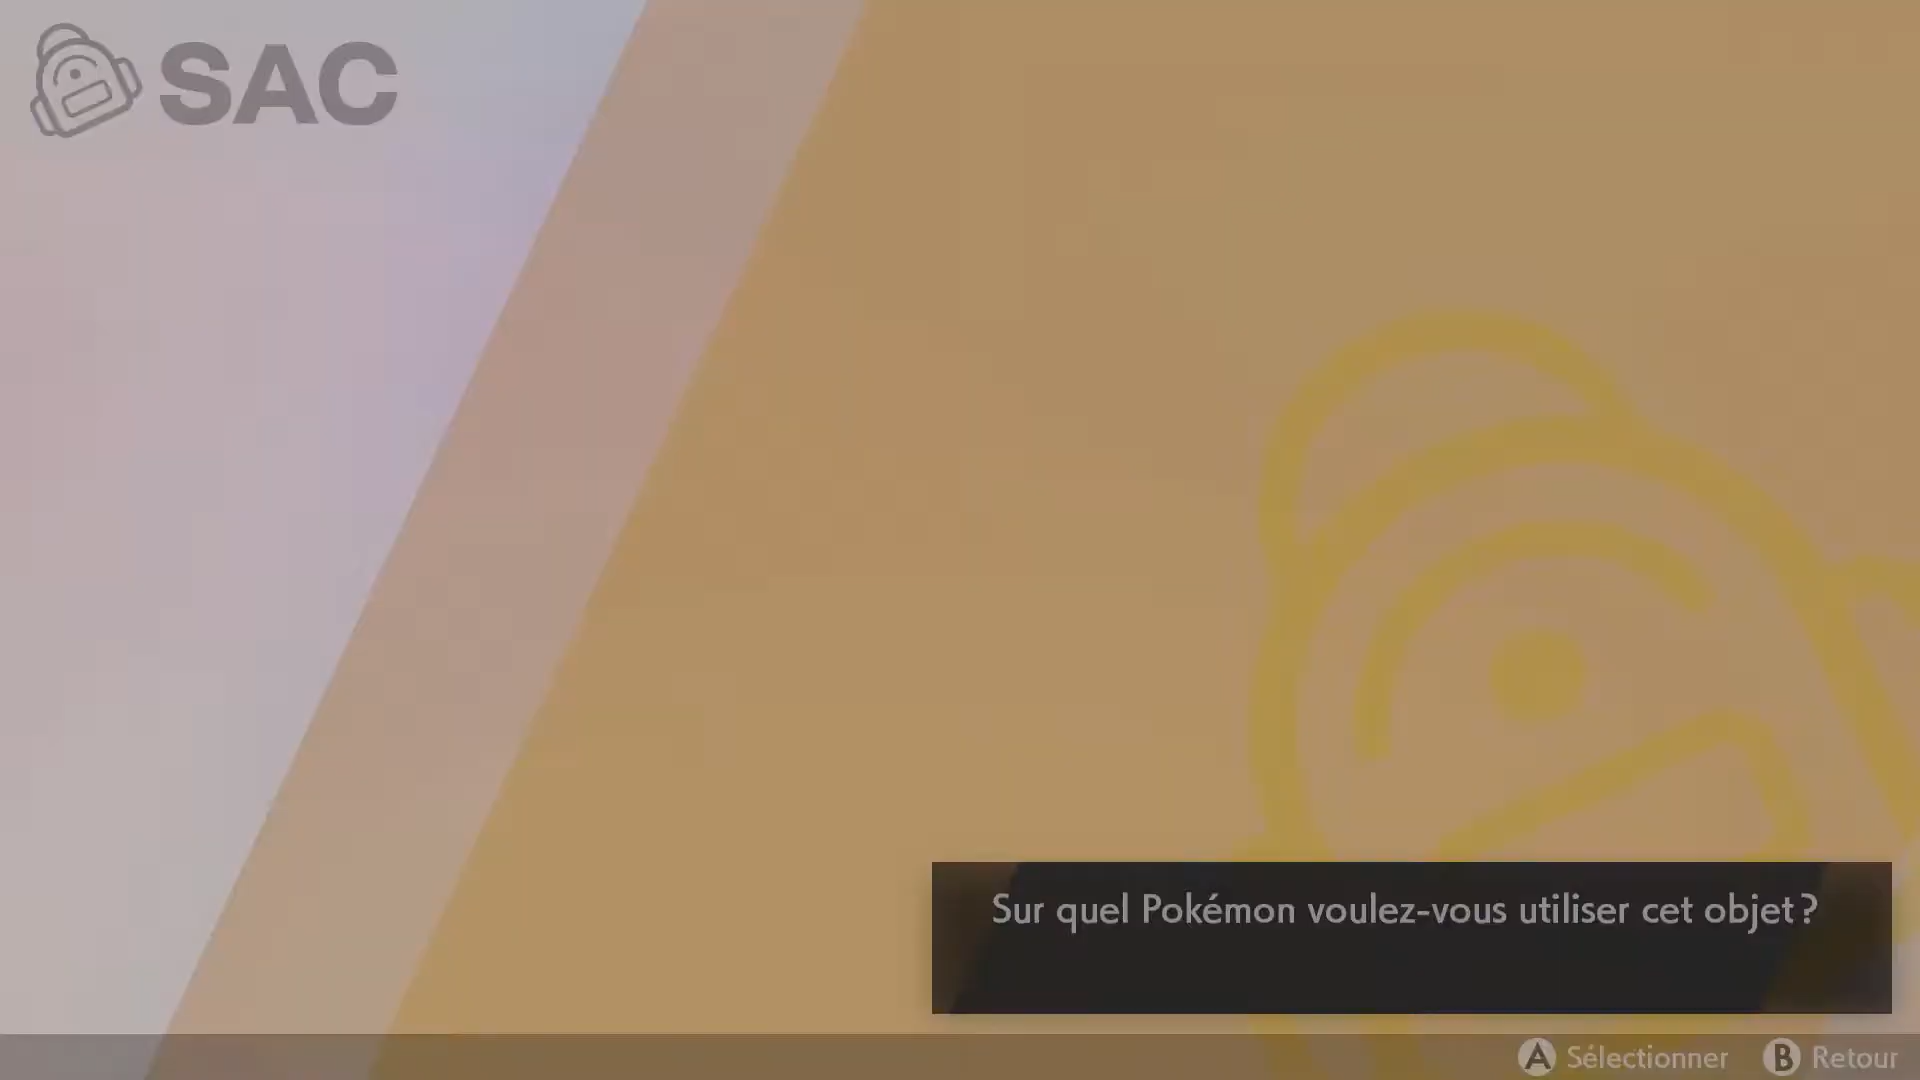 SAC
Sur quel Pokémon voulez-vous utiliser cet objet ?
A Sélectionner B Retour